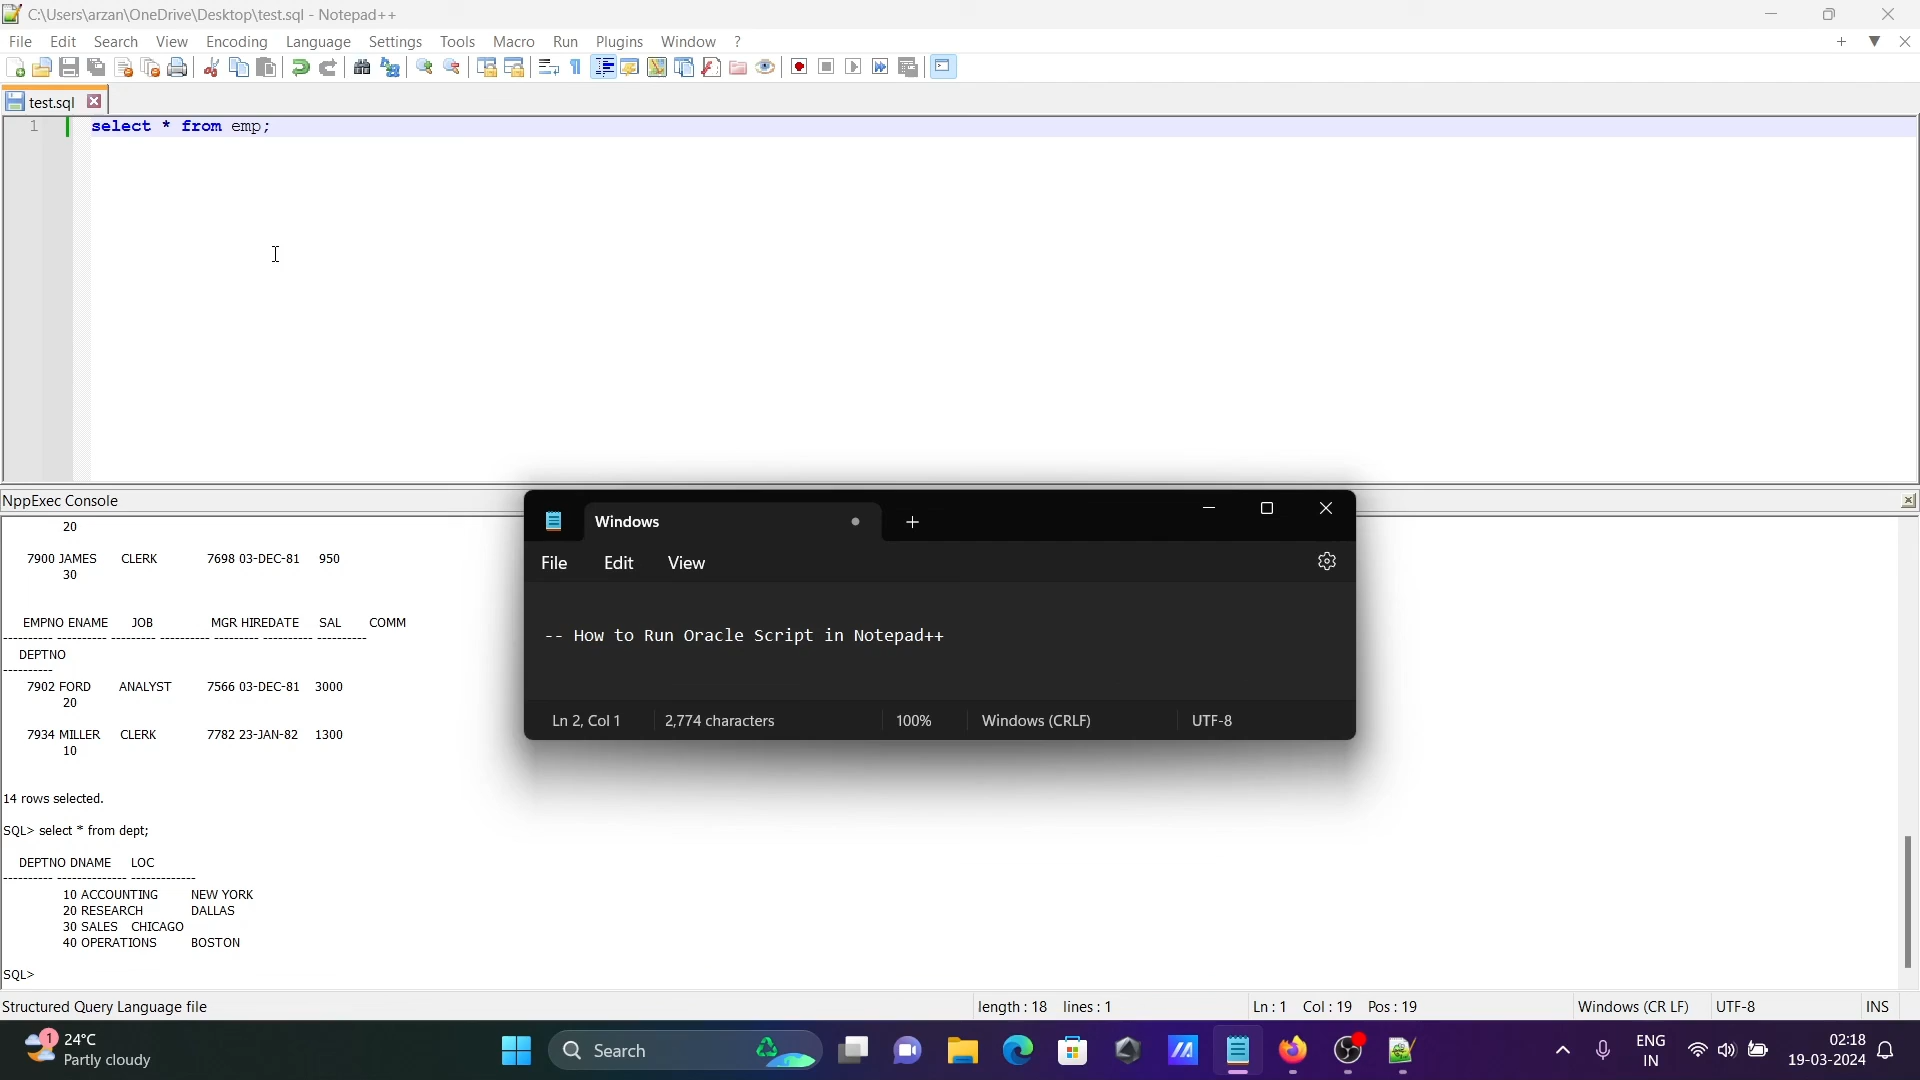 C:\Users\arzan\OneDrive\Desktop\test.sql - Notepad++
File Edit Search View Encoding Language Settings Tools Macro Run Plugins Window ?
test.sql
1 select * from emp;
NppExec Console
20
7900 JAMES CLERK 7698 03-DEC-81 950
30
EMPNO ENAME JOB MGR HIREDATE SAL COMM
---------- ---------- --------- ---------- --------- ---------- ----------
DEPTNO
----------
7902 FORD ANALYST 7566 03-DEC-81 3000
20
7934 MILLER CLERK 7782 23-JAN-82 1300
10
14 rows selected.
SQL> select * from dept;
DEPTNO DNAME LOC
---------- -------------- -------------
10 ACCOUNTING NEW YORK
20 RESEARCH DALLAS
30 SALES CHICAGO
40 OPERATIONS BOSTON
SQL>
Windows
File Edit View
-- How to Run Oracle Script in Notepad++
Ln 2, Col 1 2,774 characters 100% Windows (CRLF) UTF-8
Structured Query Language file length : 18 lines : 1 Ln : 1 Col : 19 Pos : 19 Windows (CR LF) UTF-8 INS
1
24°C
Partly cloudy
Search
ENG
IN
02:18
19-03-2024